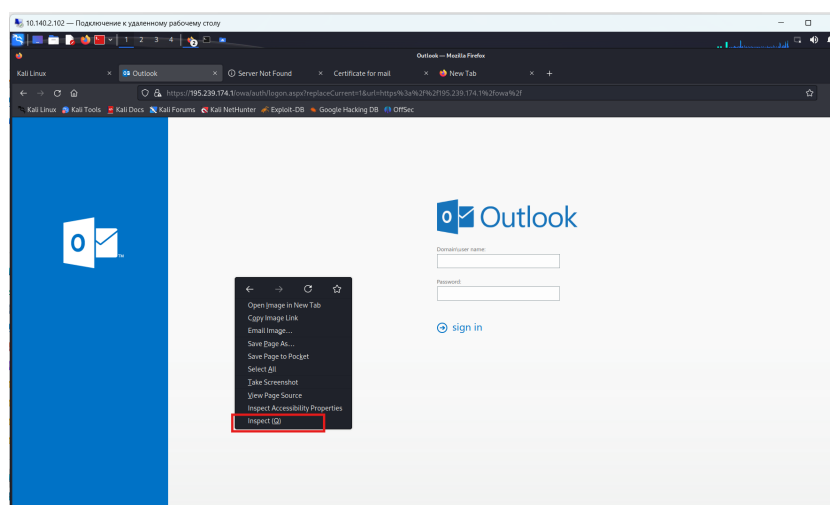 10.140.2.102 — Подключение к удаленному рабочему столу
1 2 3 4
Outlook — Mozilla Firefox
Kali Linux × Outlook × Server Not Found × Certificate for mail × New Tab × +
https://195.239.174.1/owa/auth/logon.aspx?replaceCurrent=1&url=https%3a%2f%2f195.239.174.1%2fowa%2f
Kali Linux Kali Tools Kali Docs Kali Forums Kali NetHunter Exploit-DB Google Hacking DB OffSec
Outlook
Domain\user name:
Password:
sign in
Open Image in New Tab
Copy Image Link
Email Image...
Save Page As...
Save Page to Pocket
Select All
Take Screenshot
View Page Source
Inspect Accessibility Properties
Inspect (Q)